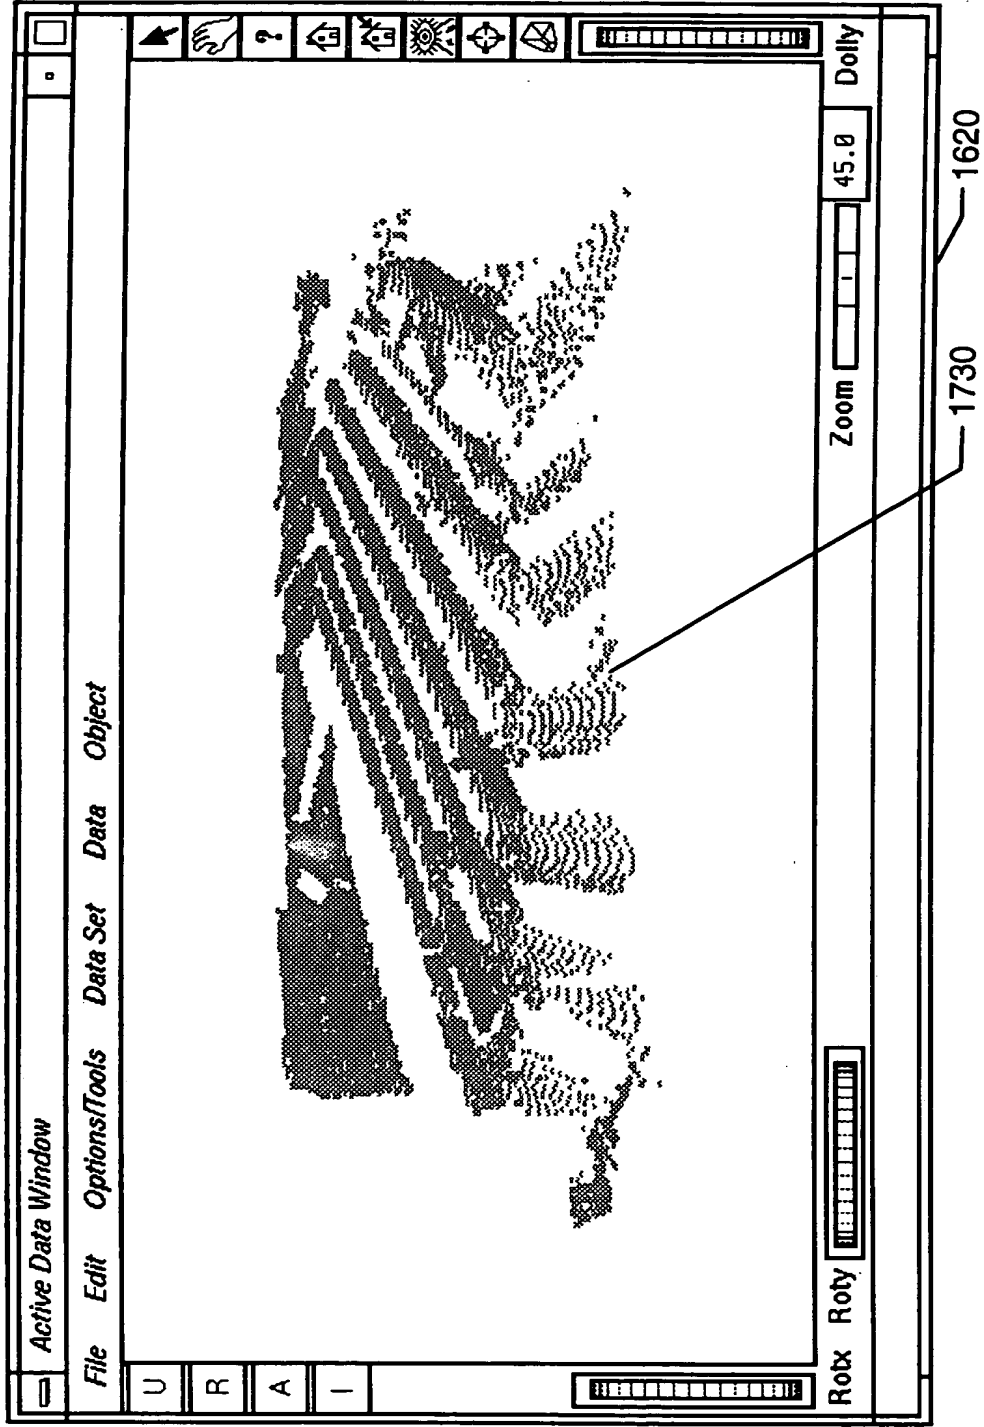 Active Data Window
File Edit Options/Tools Data Set Data Object
U
R
A
I
?
Rotx Roty Zoom 45.0 Dolly
1730
1620